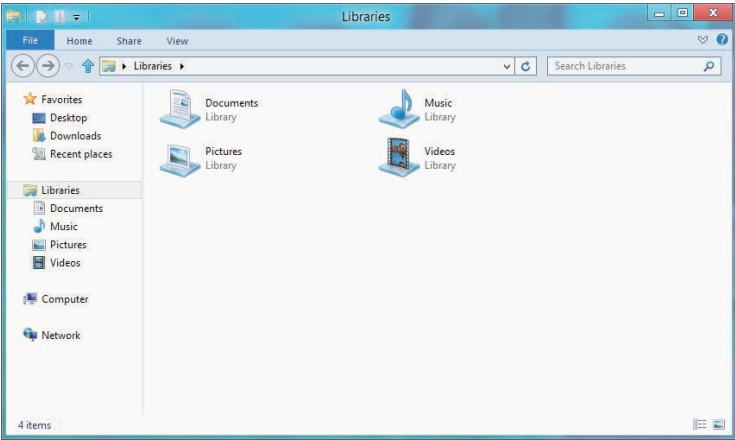 Libraries
File Home Share View
Libraries
Search Libraries
Favorites
Desktop
Downloads
Recent places
Libraries
Documents
Music
Pictures
Videos
Computer
Network
Documents
Library
Music
Library
Pictures
Library
Videos
Library
4 items